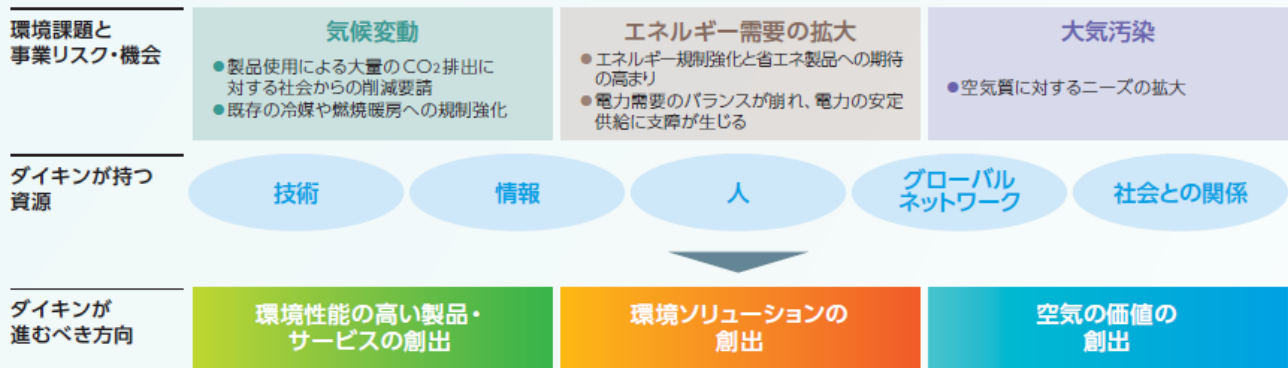 環境課題と
事業リスク・機会
気候変動
●製品使用による大量のCO2排出に
対する社会からの削減要請
●既存の冷媒や燃焼暖房への規制強化
エネルギー需要の拡大
●エネルギー規制強化と省エネ製品への期待
の高まり
●電力需要のバランスが崩れ、電力の安定
供給に支障が生じる
大気汚染
●空気質に対するニーズの拡大
ダイキンが持つ
資源
技術
情報
人
グローバル
ネットワーク
社会との関係
ダイキンが
進むべき方向
環境性能の高い製品・
サービスの創出
環境ソリューションの
創出
空気の価値の
創出